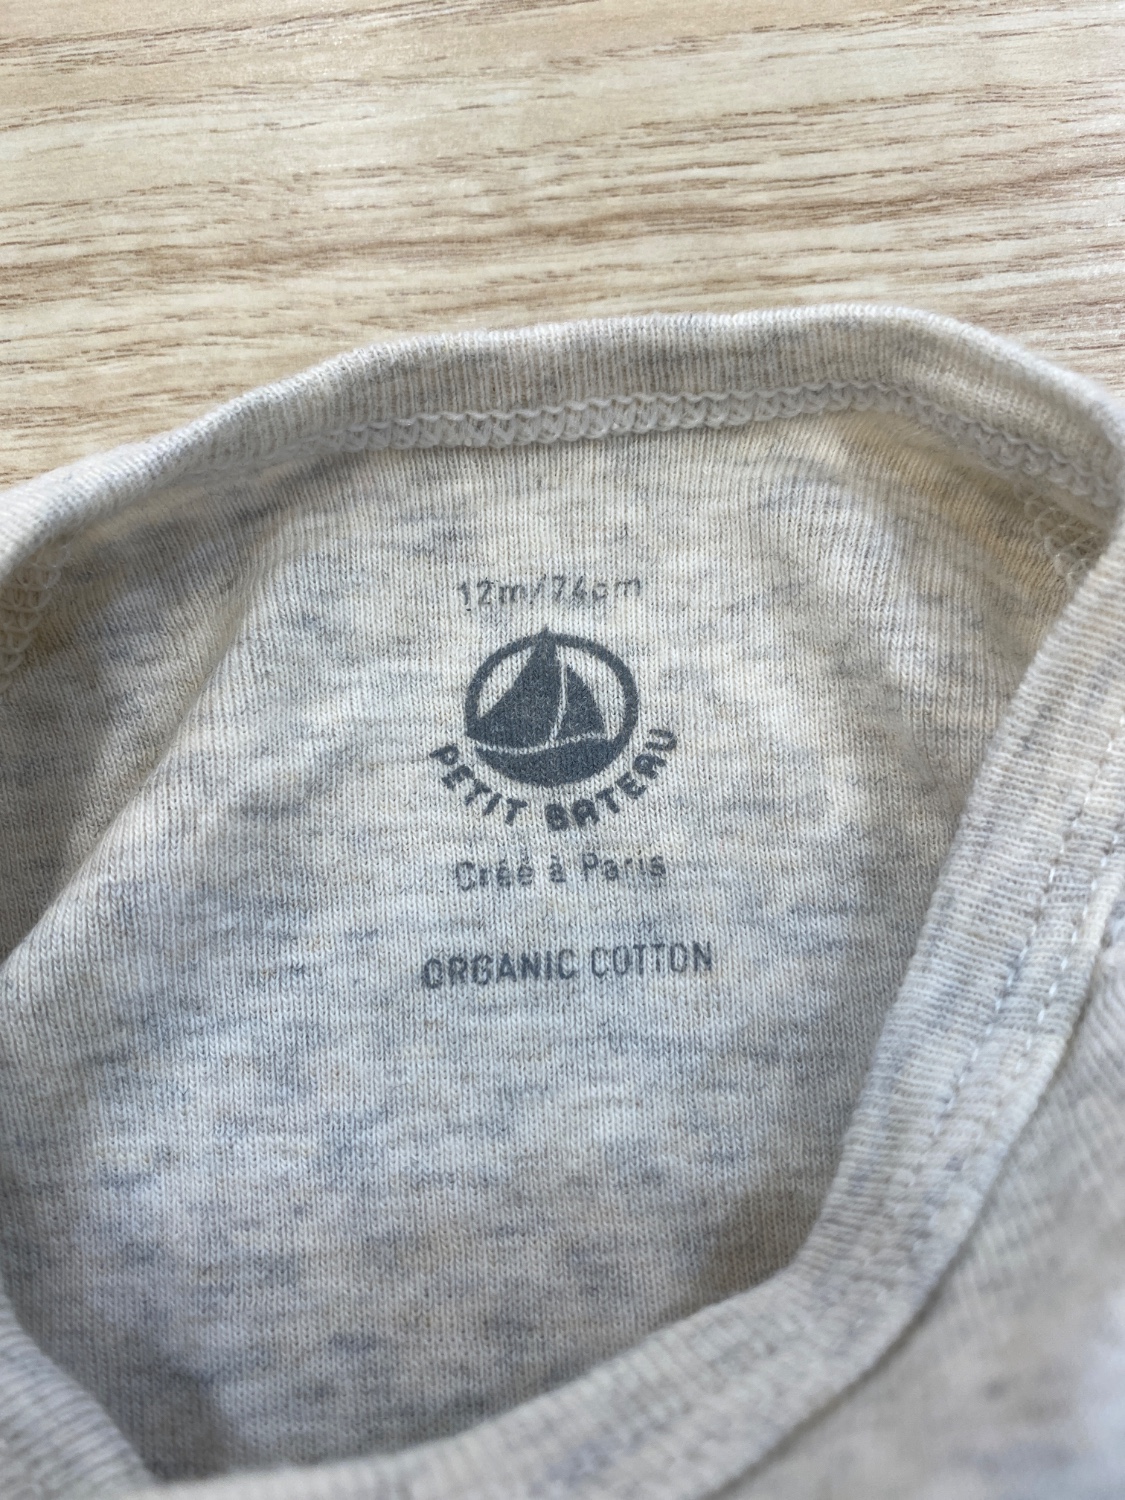 12m/74cm
PETIT BATEAU
Créé à Paris
ORGANIC COTTON